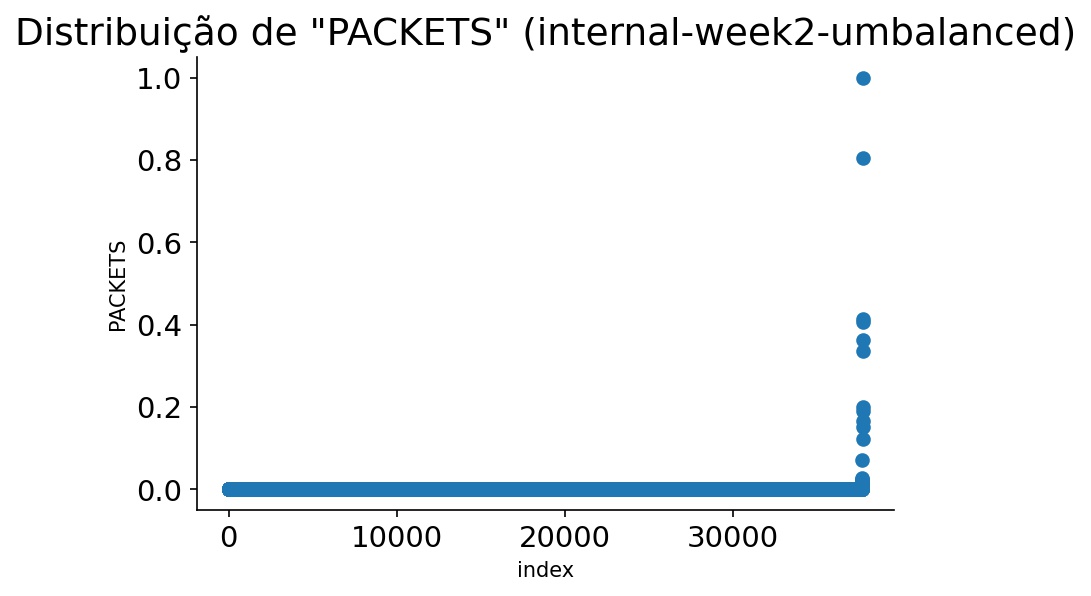 Distribuição de "PACKETS" (internal-week2-umbalanced)
1.0
0.8
0.6
0.4
0.2
0.0
PACKETS
0 10000 20000 30000
index